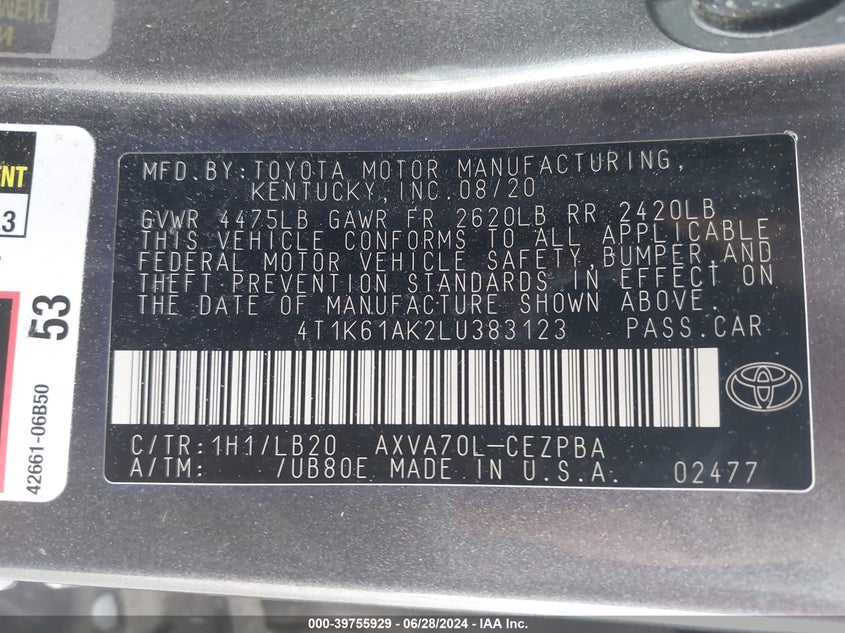 MFD.BY:TOYOTA MOTOR MANUFACTURING,
KENTUCKY,INC.08/20
GVWR 4475LB GAWR FR 2620LB RR 2420LB
THIS VEHICLE CONFORMS TO ALL APPLICABLE
FEDERAL MOTOR VEHICLE SAFETY,BUMPER,AND
THEFT PREVENTION STANDARDS IN EFFECT ON
THE DATE OF MANUFACTURE SHOWN ABOVE.
4T1K61AK2LU383123 PASS.CAR
C/TR:1H1/LB20 AXVA70L-CEZPBA
A/TM: /UB80E MADE IN U.S.A. 02477
53
42661-06B50
000-39755929 / 06/28/2024 / IAA Inc.